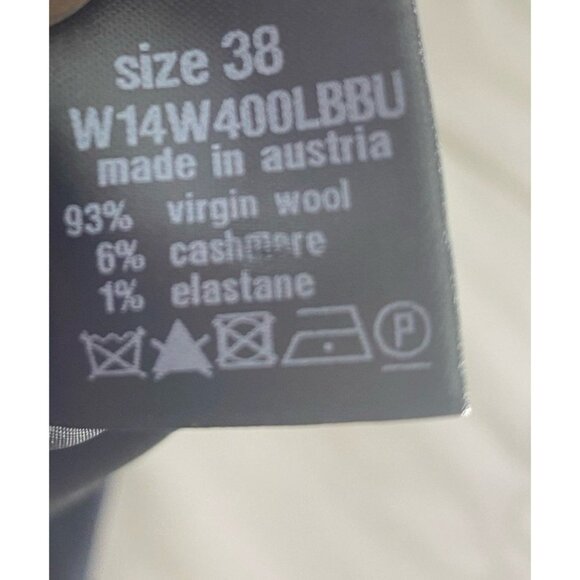 size 38
W14W400LBBU
made in austria
93% virgin wool
6% cashmere
1% elastane
P